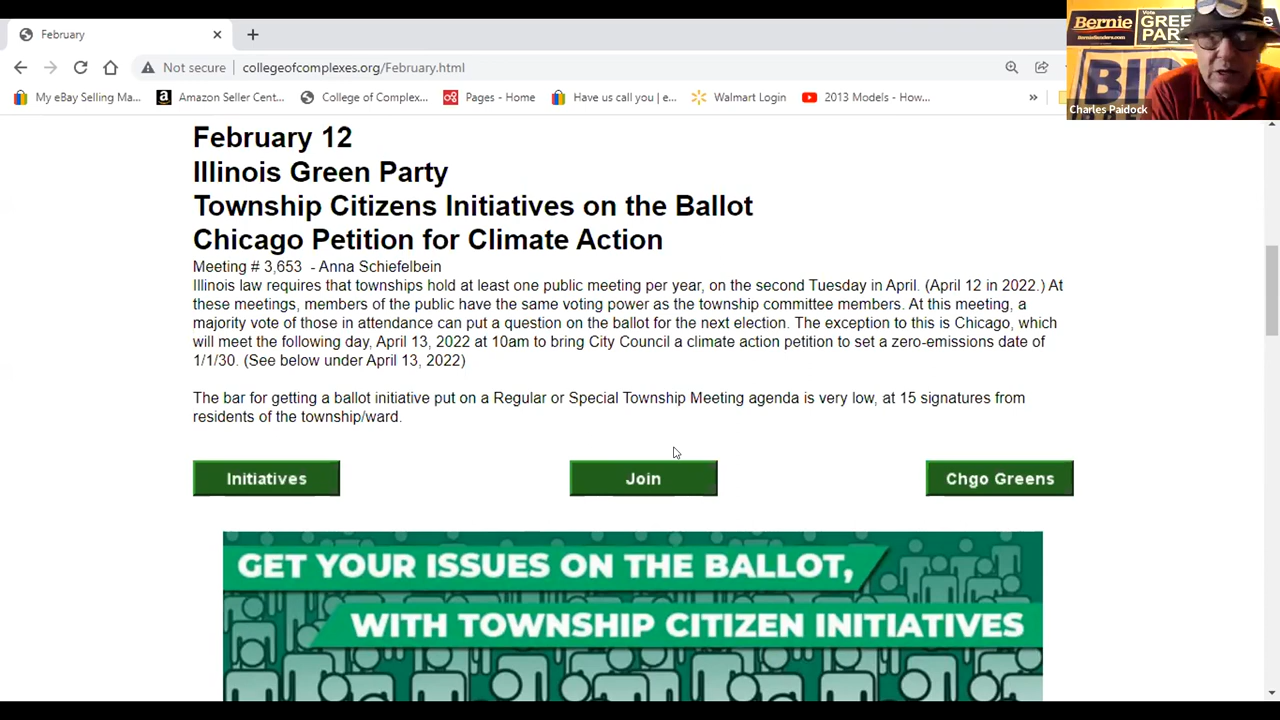 February
Not secure
collegeofcomplexes.org/February.html
My eBay Selling Ma...
Amazon Seller Cent...
College of Complex...
Pages - Home
Have us call you | e...
Walmart Login
2013 Models - How...
»
Bernie
BernieSanders.com
Vote
GREE
PART
Charles Paidock
February 12
Illinois Green Party
Township Citizens Initiatives on the Ballot
Chicago Petition for Climate Action
Meeting # 3,653 - Anna Schiefelbein
Illinois law requires that townships hold at least one public meeting per year, on the second Tuesday in April. (April 12 in 2022.) At
these meetings, members of the public have the same voting power as the township committee members. At this meeting, a
majority vote of those in attendance can put a question on the ballot for the next election. The exception to this is Chicago, which
will meet the following day, April 13, 2022 at 10am to bring City Council a climate action petition to set a zero-emissions date of
1/1/30. (See below under April 13, 2022)
The bar for getting a ballot initiative put on a Regular or Special Township Meeting agenda is very low, at 15 signatures from
residents of the township/ward.
Initiatives
Join
Chgo Greens
GET YOUR ISSUES ON THE BALLOT,
WITH TOWNSHIP CITIZEN INITIATIVES